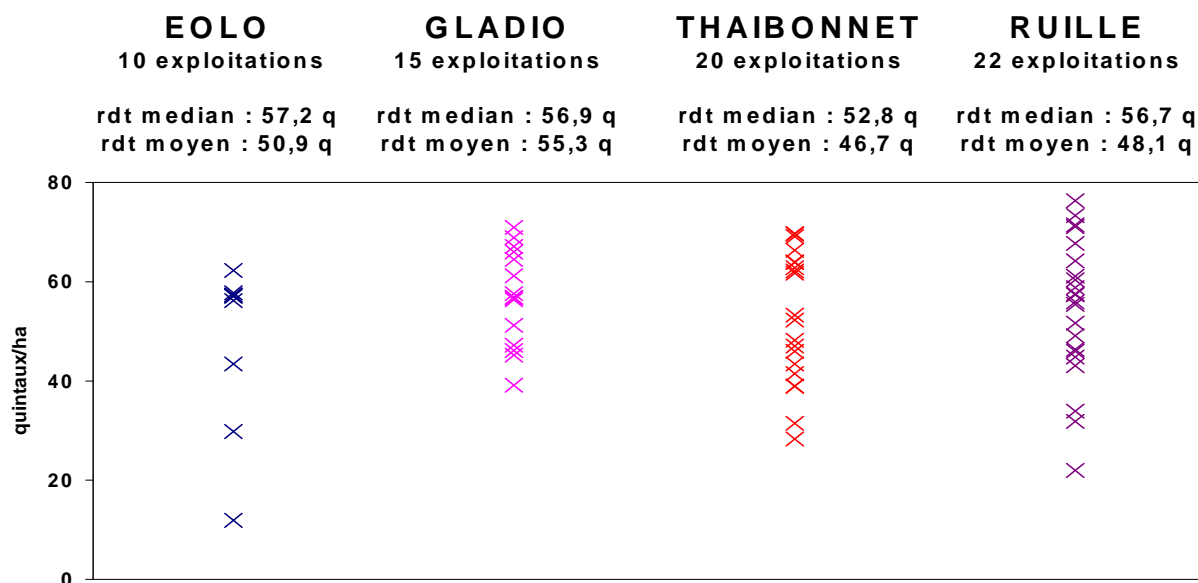 EOLO
10 exploitations
rdt median : 57,2 q
rdt moyen : 50,9 q
GLADIO
15 exploitations
rdt median : 56,9 q
rdt moyen : 55,3 q
THAIBONNET
20 exploitations
rdt median : 52,8 q
rdt moyen : 46,7 q
RUILLE
22 exploitations
rdt median : 56,7 q
rdt moyen : 48,1 q
quintaux/ha
80
60
40
20
0